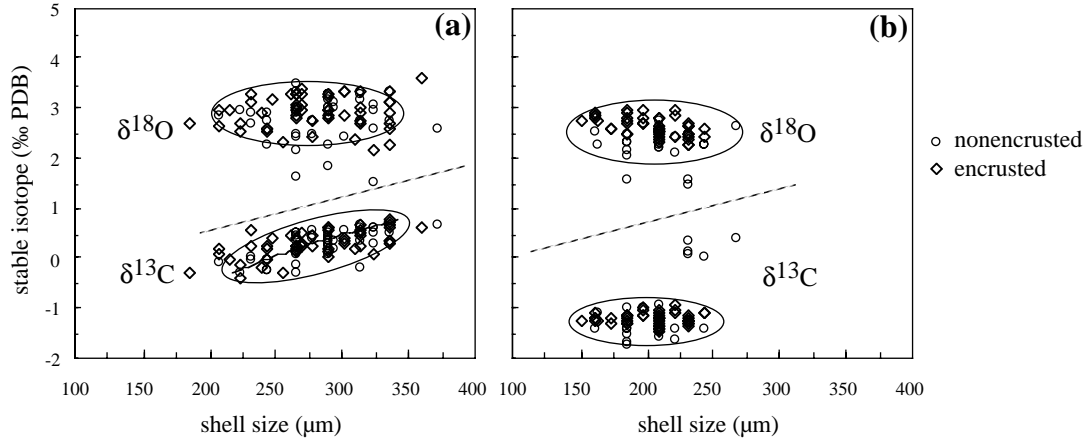 5
4
3
2
1
0
-1
-2
stable isotope (‰ PDB)
(a)
δ18O
δ13C
100 150 200 250 300 350 400
shell size (µm)
(b)
δ18O
δ13C
100 150 200 250 300 350 400
shell size (µm)
nonencrusted
encrusted